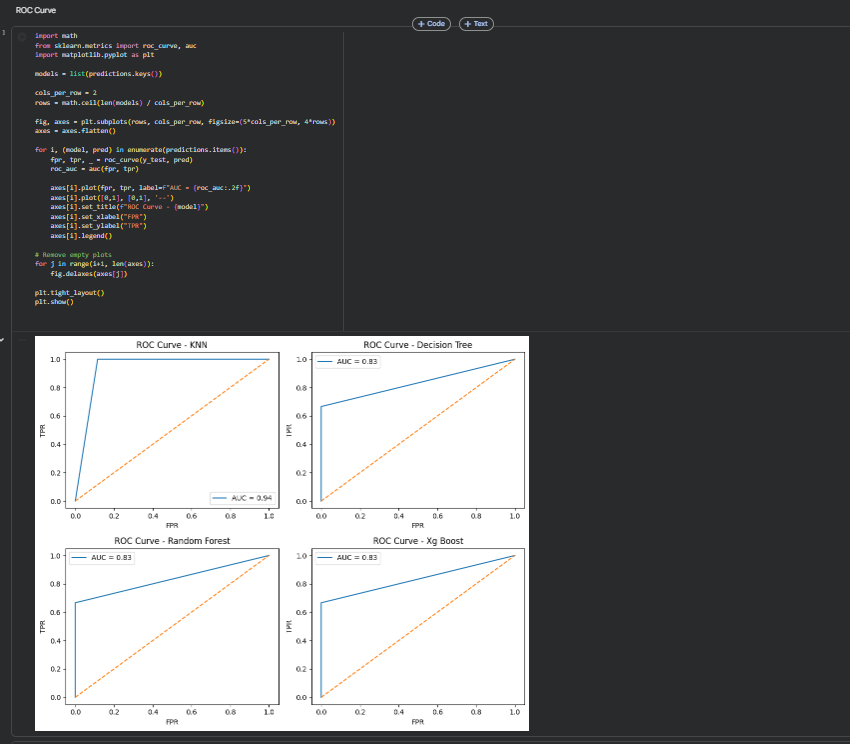 ROC Curve
+ Code + Text
import math
from sklearn.metrics import roc_curve, auc
import matplotlib.pyplot as plt
models = list(predictions.keys())
cols_per_row = 2
rows = math.ceil(len(models) / cols_per_row)
fig, axes = plt.subplots(rows, cols_per_row, figsize=(5*cols_per_row, 4*rows))
axes = axes.flatten()
for i, (model, pred) in enumerate(predictions.items()):
    fpr, tpr, _ = roc_curve(y_test, pred)
    roc_auc = auc(fpr, tpr)
    axes[i].plot(fpr, tpr, label=f"AUC = {roc_auc:.2f}")
    axes[i].plot([0,1], [0,1], '--')
    axes[i].set_title(f"ROC Curve - {model}")
    axes[i].set_xlabel("FPR")
    axes[i].set_ylabel("TPR")
    axes[i].legend()
# Remove empty plots
for j in range(i+1, len(axes)):
    fig.delaxes(axes[j])
plt.tight_layout()
plt.show()
ROC Curve - KNN
1.0
0.8
0.6
0.4
0.2
0.0
TPR
AUC = 0.94
0.0 0.2 0.4 0.6 0.8 1.0
FPR
ROC Curve - Decision Tree
AUC = 0.83
1.0
0.8
0.6
0.4
0.2
0.0
TPR
0.0 0.2 0.4 0.6 0.8 1.0
FPR
ROC Curve - Random Forest
AUC = 0.83
1.0
0.8
0.6
0.4
0.2
0.0
TPR
0.0 0.2 0.4 0.6 0.8 1.0
FPR
ROC Curve - Xg Boost
AUC = 0.83
1.0
0.8
0.6
0.4
0.2
0.0
TPR
0.0 0.2 0.4 0.6 0.8 1.0
FPR